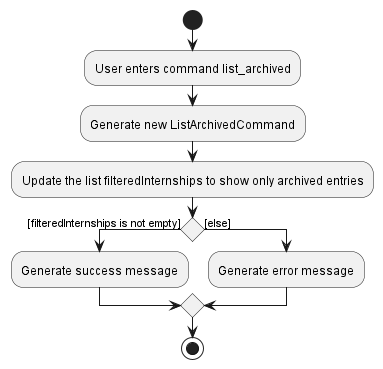 User enters command list_archived
Generate new ListArchivedCommand
Update the list filteredInternships to show only archived entries
[filteredInternships is not empty]
[else]
Generate success message
Generate error message